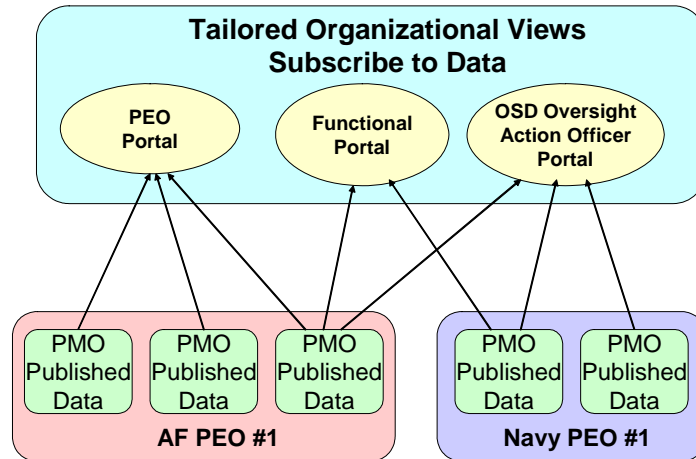 Tailored Organizational Views
Subscribe to Data
PEO
Portal
Functional
Portal
OSD Oversight
Action Officer
Portal
PMO
Published
Data
PMO
Published
Data
PMO
Published
Data
AF PEO #1
PMO
Published
Data
PMO
Published
Data
Navy PEO #1